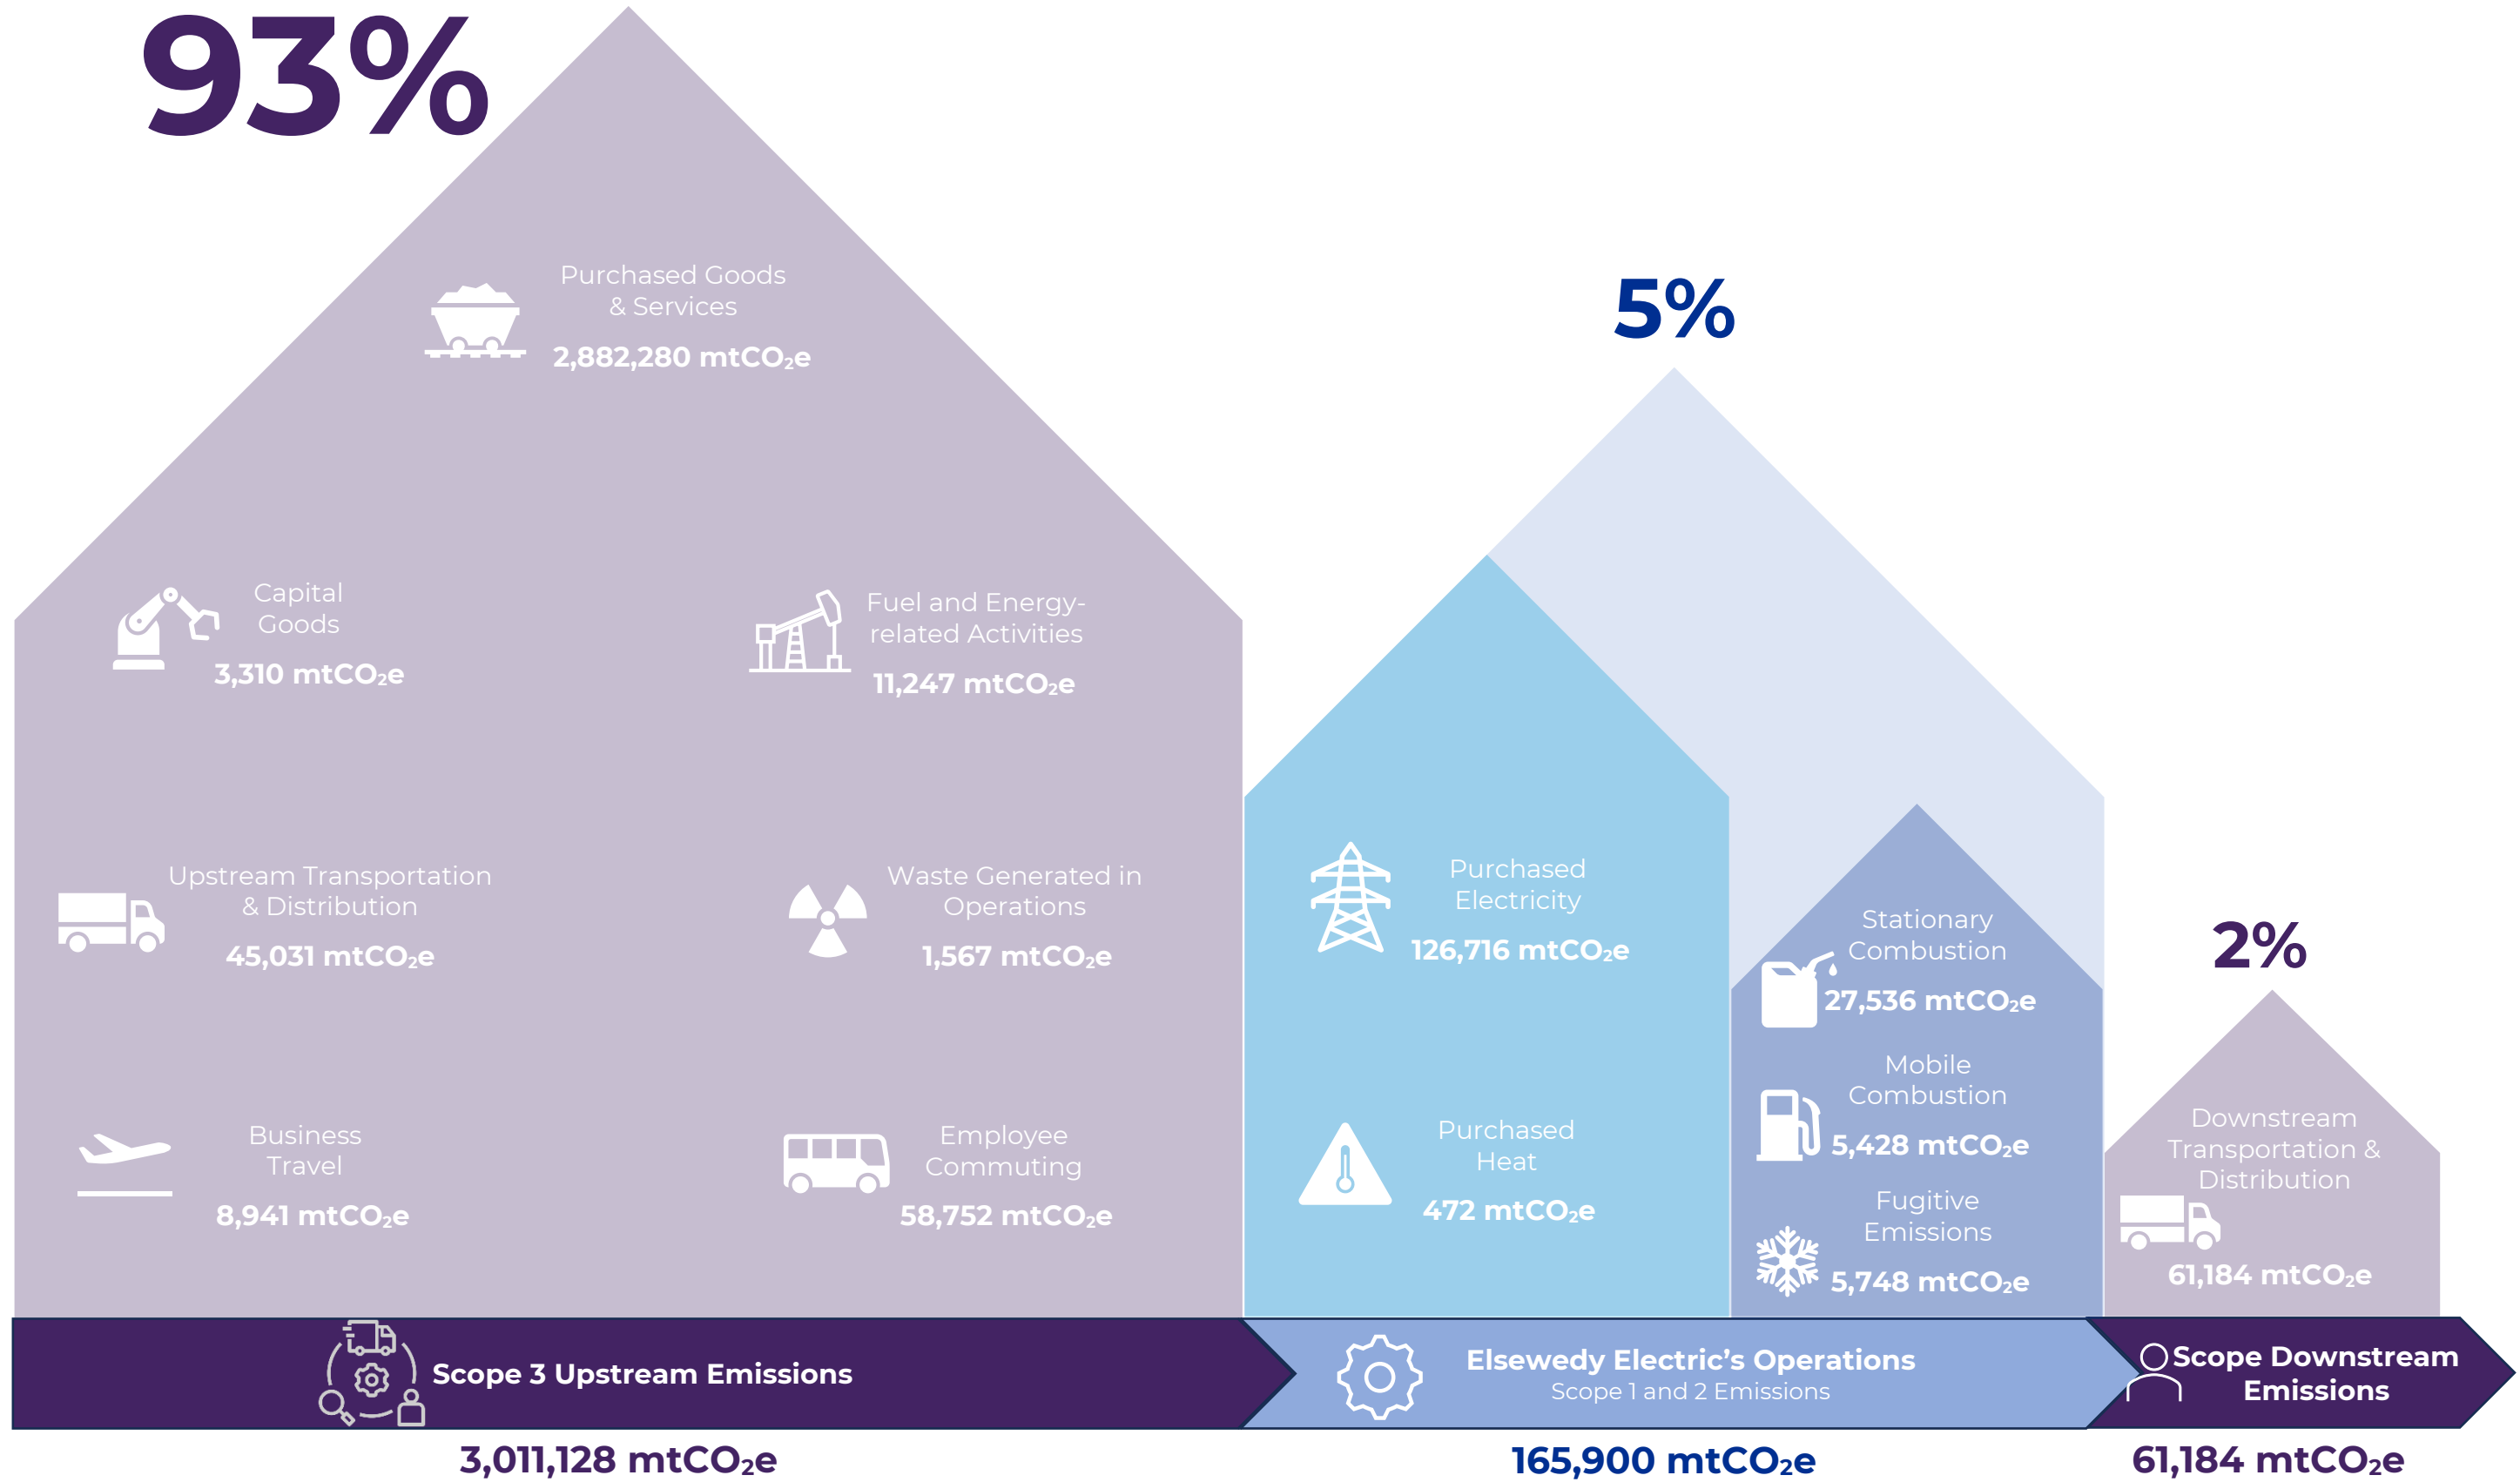 93%
Purchased Goods
& Services
2,882,280 mtCO₂e
Capital
Goods
3,310 mtCO₂e
Fuel and Energy-
related Activities
11,247 mtCO₂e
Upstream Transportation
& Distribution
45,031 mtCO₂e
Waste Generated in
Operations
1,567 mtCO₂e
Business
Travel
8,941 mtCO₂e
Employee
Commuting
58,752 mtCO₂e
5%
Purchased
Electricity
126,716 mtCO₂e
Purchased
Heat
472 mtCO₂e
Stationary
Combustion
27,536 mtCO₂e
Mobile
Combustion
5,428 mtCO₂e
Fugitive
Emissions
5,748 mtCO₂e
2%
Downstream
Transportation &
Distribution
61,184 mtCO₂e
Scope 3 Upstream Emissions
Elsewedy Electric’s Operations
Scope 1 and 2 Emissions
Scope Downstream
Emissions
3,011,128 mtCO₂e
165,900 mtCO₂e
61,184 mtCO₂e